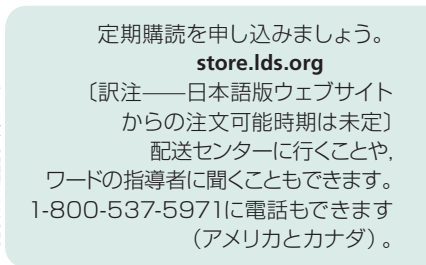 定期購読を申し込みましょう。
store.lds.org
〔訳注——日本語版ウェブサイト
からの注文可能時期は未定〕
配送センターに行くことや，
ワードの指導者に聞くこともできます。
1-800-537-5971に電話もできます
（アメリカとカナダ）。